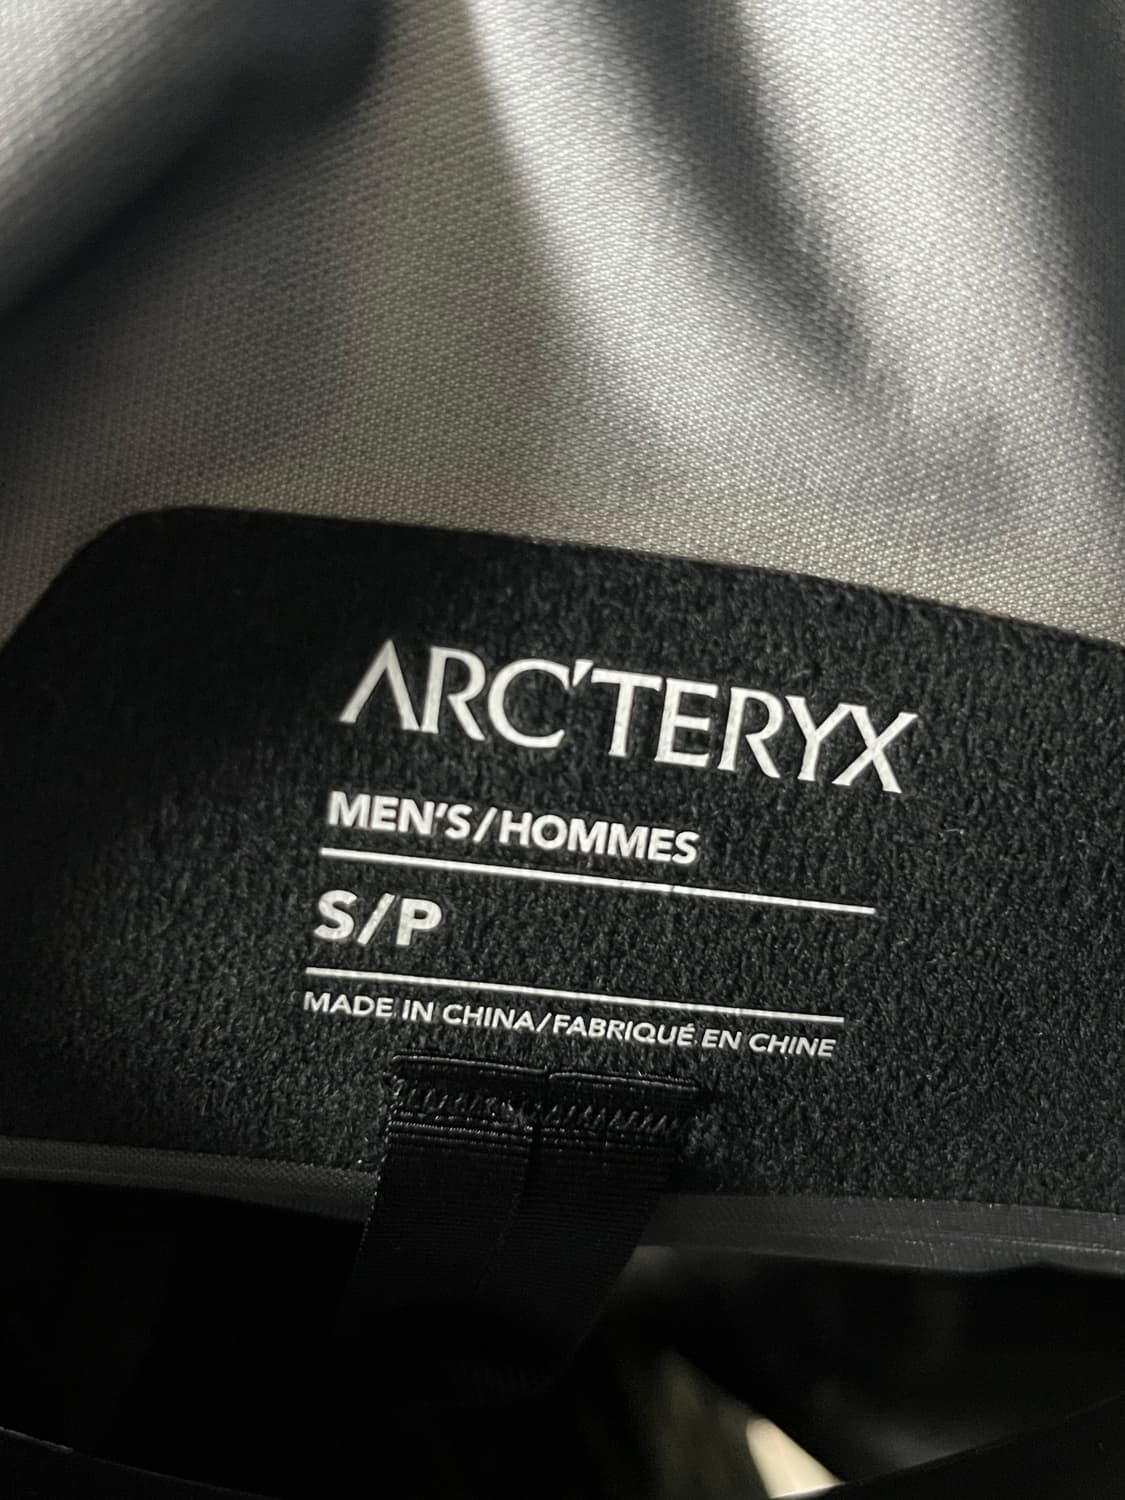 ARC'TERYX
MEN'S/HOMMES
S/P
MADE IN CHINA/FABRIQUÉ EN CHINE